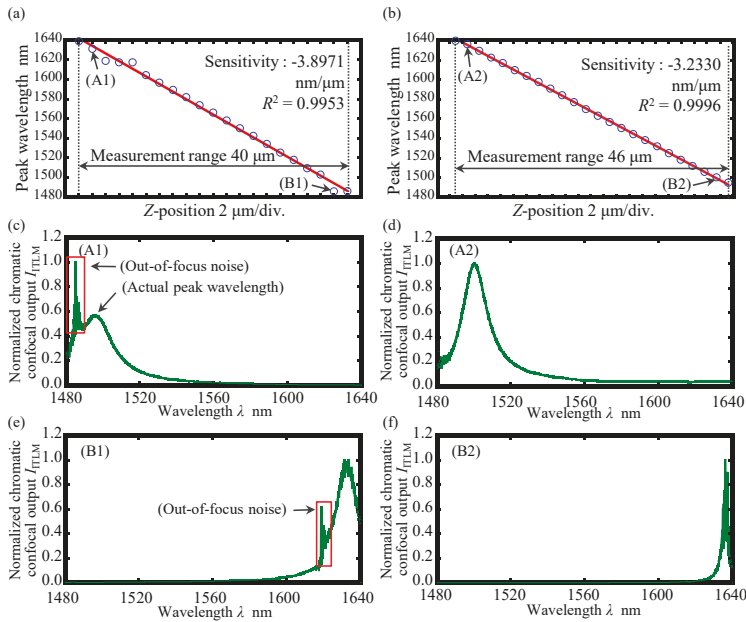 (a)
1640
1620
1600
1580
1560
1540
1520
1500
1480
Peak wavelength nm
(A1)
Sensitivity : -3.8971
nm/μm
R² = 0.9953
Measurement range 40 μm
(B1)
Z-position 2 μm/div.
(b)
1640
1620
1600
1580
1560
1540
1520
1500
1480
Peak wavelength nm
(A2)
Sensitivity : -3.2330
nm/μm
R² = 0.9996
Measurement range 46 μm
(B2)
Z-position 2 μm/div.
(c)
Normalized chromatic
confocal output I_ITLM
1.2
1.0
0.8
0.6
0.4
0.2
0.0
(A1)
(Out-of-focus noise)
(Actual peak wavelength)
1480 1520 1560 1600 1640
Wavelength λ nm
(d)
Normalized chromatic
confocal output I_ITLM
1.2
1.0
0.8
0.6
0.4
0.2
0.0
(A2)
1480 1520 1560 1600 1640
Wavelength λ nm
(e)
Normalized chromatic
confocal output I_ITLM
1.2
1.0
0.8
0.6
0.4
0.2
0.0
(B1)
(Out-of-focus noise)
1480 1520 1560 1600 1640
Wavelength λ nm
(f)
Normalized chromatic
confocal output I_ITLM
1.2
1.0
0.8
0.6
0.4
0.2
0.0
(B2)
1480 1520 1560 1600 1640
Wavelength λ nm